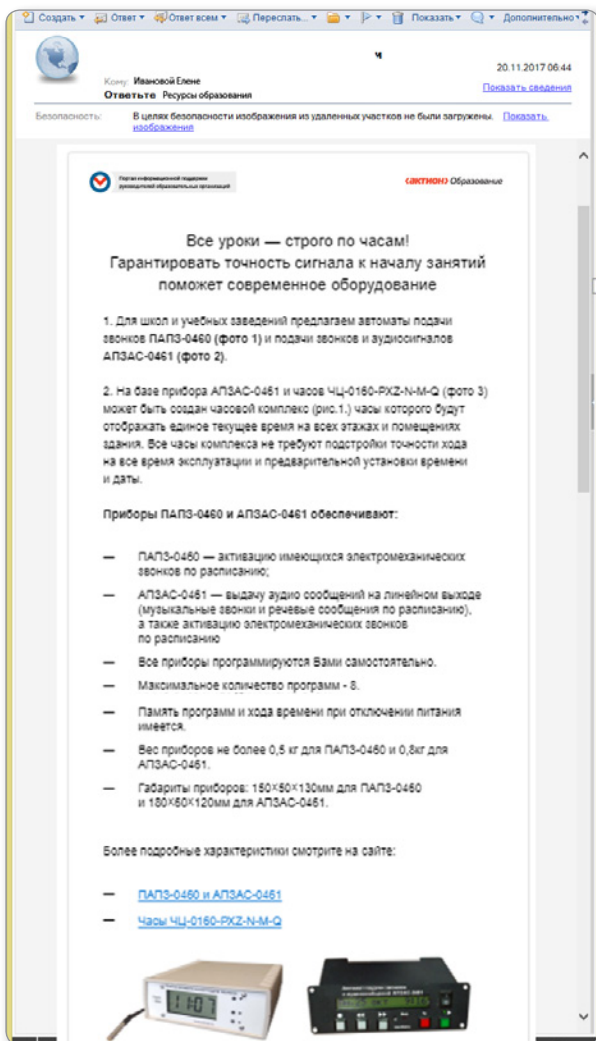 Создать Ответ Ответ всем Переслать... Показать Дополнительно
20.11.2017 06:44
Кому: Ивановой Елене
Показать сведения
Ответьте Ресурсы образования
Безопасность: В целях безопасности изображения из удаленных участков не были загружены. Показать
изображения
Портал информационной поддержки
руководителей образовательных организаций
‹АКТИОН› Образование
Все уроки — строго по часам!
Гарантировать точность сигнала к началу занятий
поможет современное оборудование
1. Для школ и учебных заведений предлагаем автоматы подачи
звонков ПАПЗ-0460 (фото 1) и подачи звонков и аудиосигналов
АПЗАС-0461 (фото 2).
2. На базе прибора АПЗАС-0461 и часов ЧЦ-0160-PXZ-N-M-Q (фото 3)
может быть создан часовой комплекс (рис.1.) часы которого будут
отображать единое текущее время на всех этажах и помещениях
здания. Все часы комплекса не требуют подстройки точности хода
на все время эксплуатации и предварительной установки времени
и даты.
Приборы ПАПЗ-0460 и АПЗАС-0461 обеспечивают:
— ПАПЗ-0460 — активацию имеющихся электромеханических
звонков по расписанию;
— АПЗАС-0461 — выдачу аудио сообщений на линейном выходе
(музыкальные звонки и речевые сообщения по расписанию),
а также активацию электромеханических звонков
по расписанию
— Все приборы программируются Вами самостоятельно.
— Максимальное количество программ - 8.
— Память программ и хода времени при отключении питания
имеется.
— Вес приборов не более 0,5 кг для ПАПЗ-0460 и 0,8кг для
АПЗАС-0461.
— Габариты приборов: 150×50×130мм для ПАПЗ-0460
и 180×60×120мм для АПЗАС-0461.
Более подробные характеристики смотрите на сайте:
— ПАПЗ-0460 и АПЗАС-0461
— Часы ЧЦ-0160-PXZ-N-M-Q
11:07